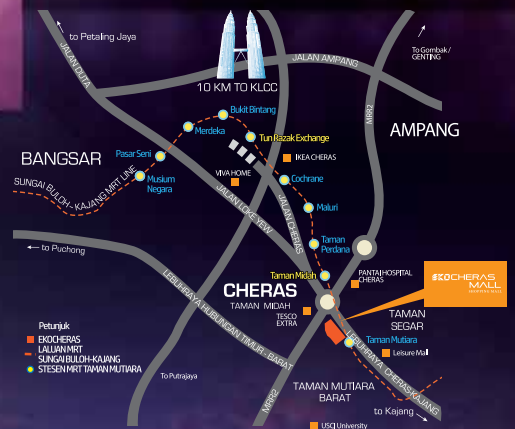 to Petaling Jaya
JALAN DUTA
10 KM TO KLCC
JALAN AMPANG
To Gombak /
GENTING
MRR2
AMPANG
Bukit Bintang
Merdeka
Tun Razak Exchange
Pasar Seni
BANGSAR
Musium
Negara
SUNGAI BULOH - KAJANG MRT LINE
IKEA CHERAS
VIVA HOME
Cochrane
JALAN CHERAS
JALAN LOKE YEW
Maluri
Taman
Perdana
to Puchong
LEBUHRAYA HUBUNGAN TIMUR - BARAT
Taman Midah
PANTAI HOSPITAL
CHERAS
CHERAS
TAMAN MIDAH
EKOCHERAS
MALL
TESCO
EXTRA
TAMAN
SEGAR
Taman Mutiara
Leisure Mall
LEBUHRAYA CHERAS-KAJANG
Petunjuk
EKOCHERAS
LALUAN MRT
SUNGAI BULOH-KAJANG
STESEN MRT TAMAN MUTIARA
To Putrajaya
MRR2
TAMAN MUTIARA
BARAT
to Kajang
USCI University